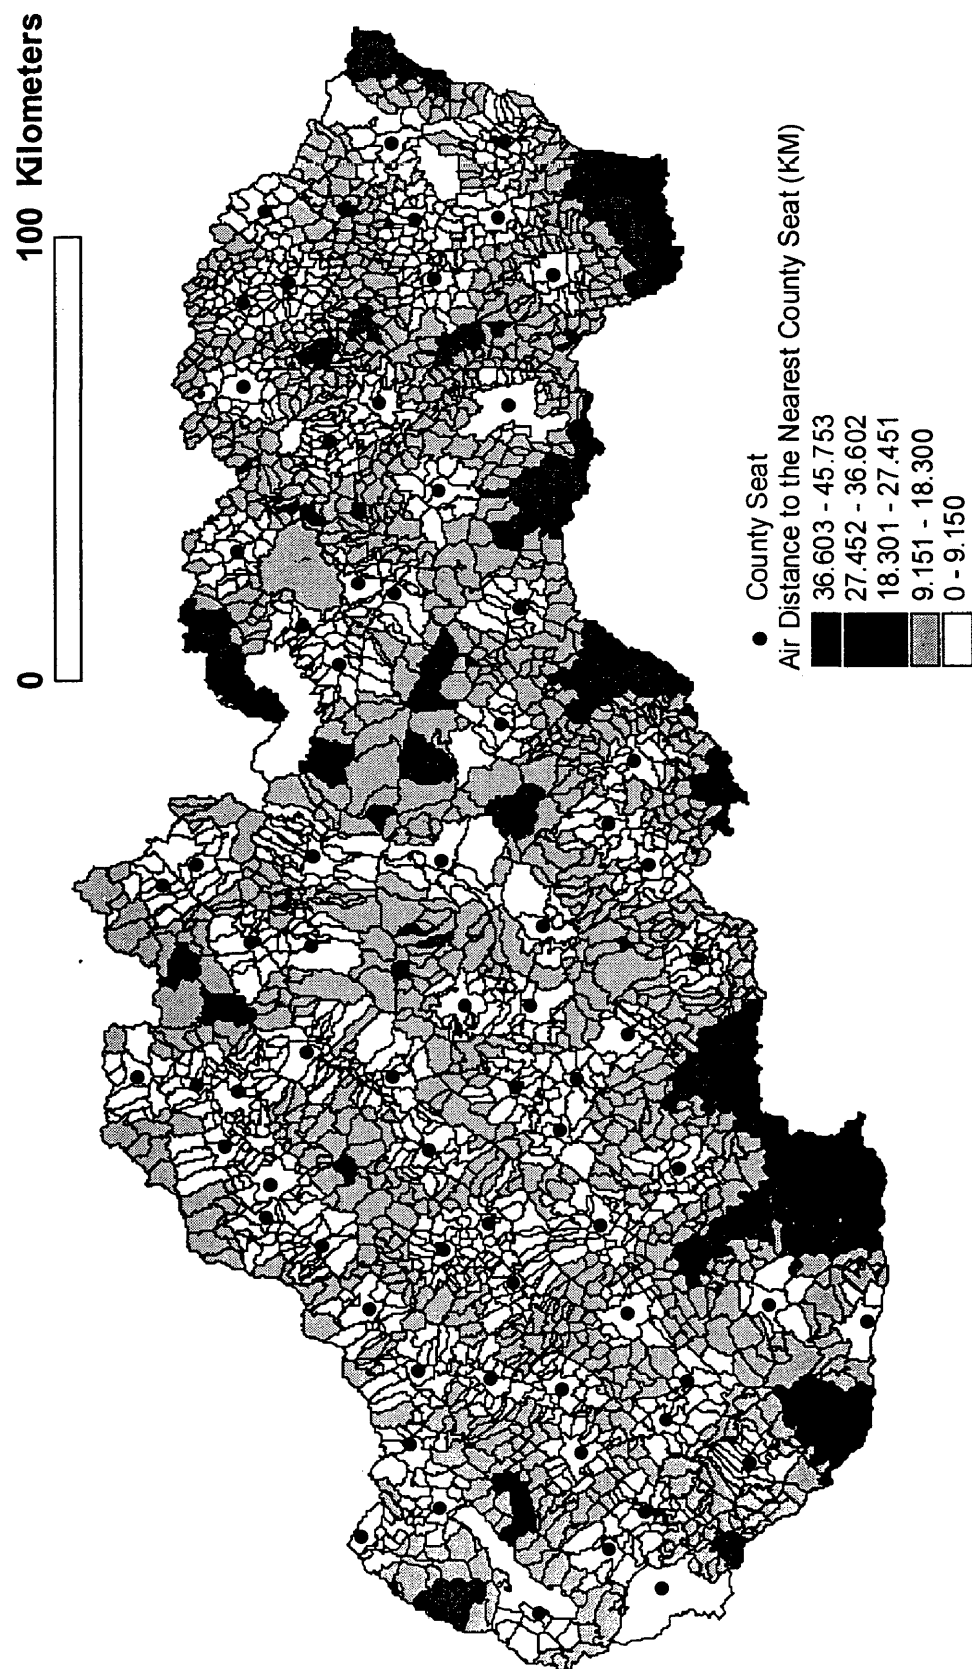 0
100 Kilometers
County Seat
Air Distance to the Nearest County Seat (KM)
36.603 - 45.753
27.452 - 36.602
18.301 - 27.451
9.151 - 18.300
0 - 9.150